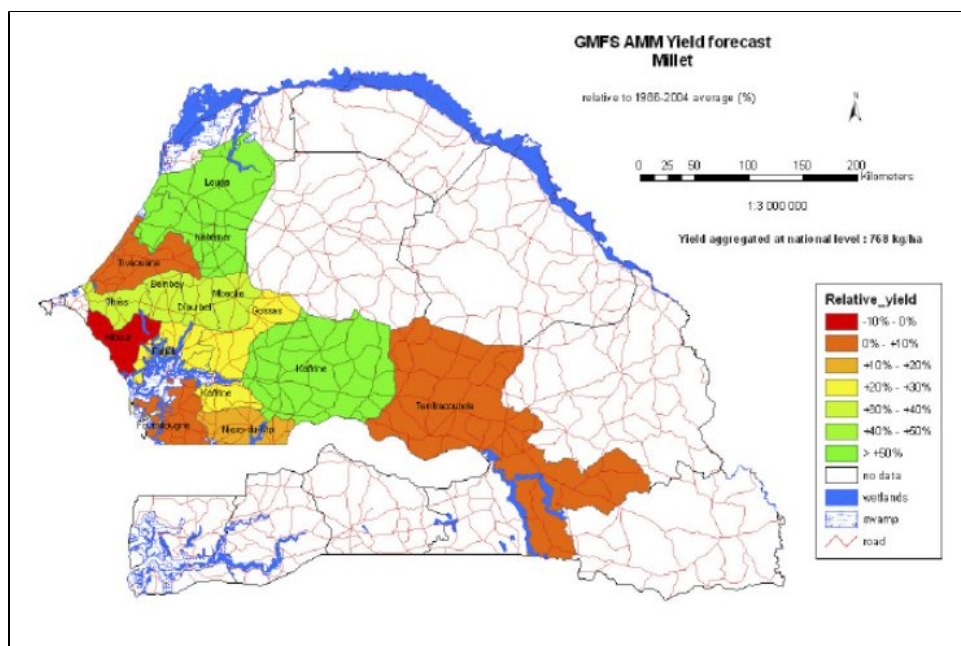 GMFS AMM Yield forecast
Millet
relative to 1986-2004 average (%)
N
0 25 50 100 150 200
Kilometers
1:3 000 000
Yield aggregated at national level : 768 kg/ha
Louga
Kebemer
Tivaouane
Bambey
Mbacke
Thies
Diourbel
Gossas
Mbour
Fatick
Kaffrine
Tambacounda
Foundiougne
Nioro-du-Rip
Relative_yield
-10% - 0%
0% - +10%
+10% - +20%
+20% - +30%
+30% - +40%
+40% - +50%
> +50%
no data
wetlands
swamp
road